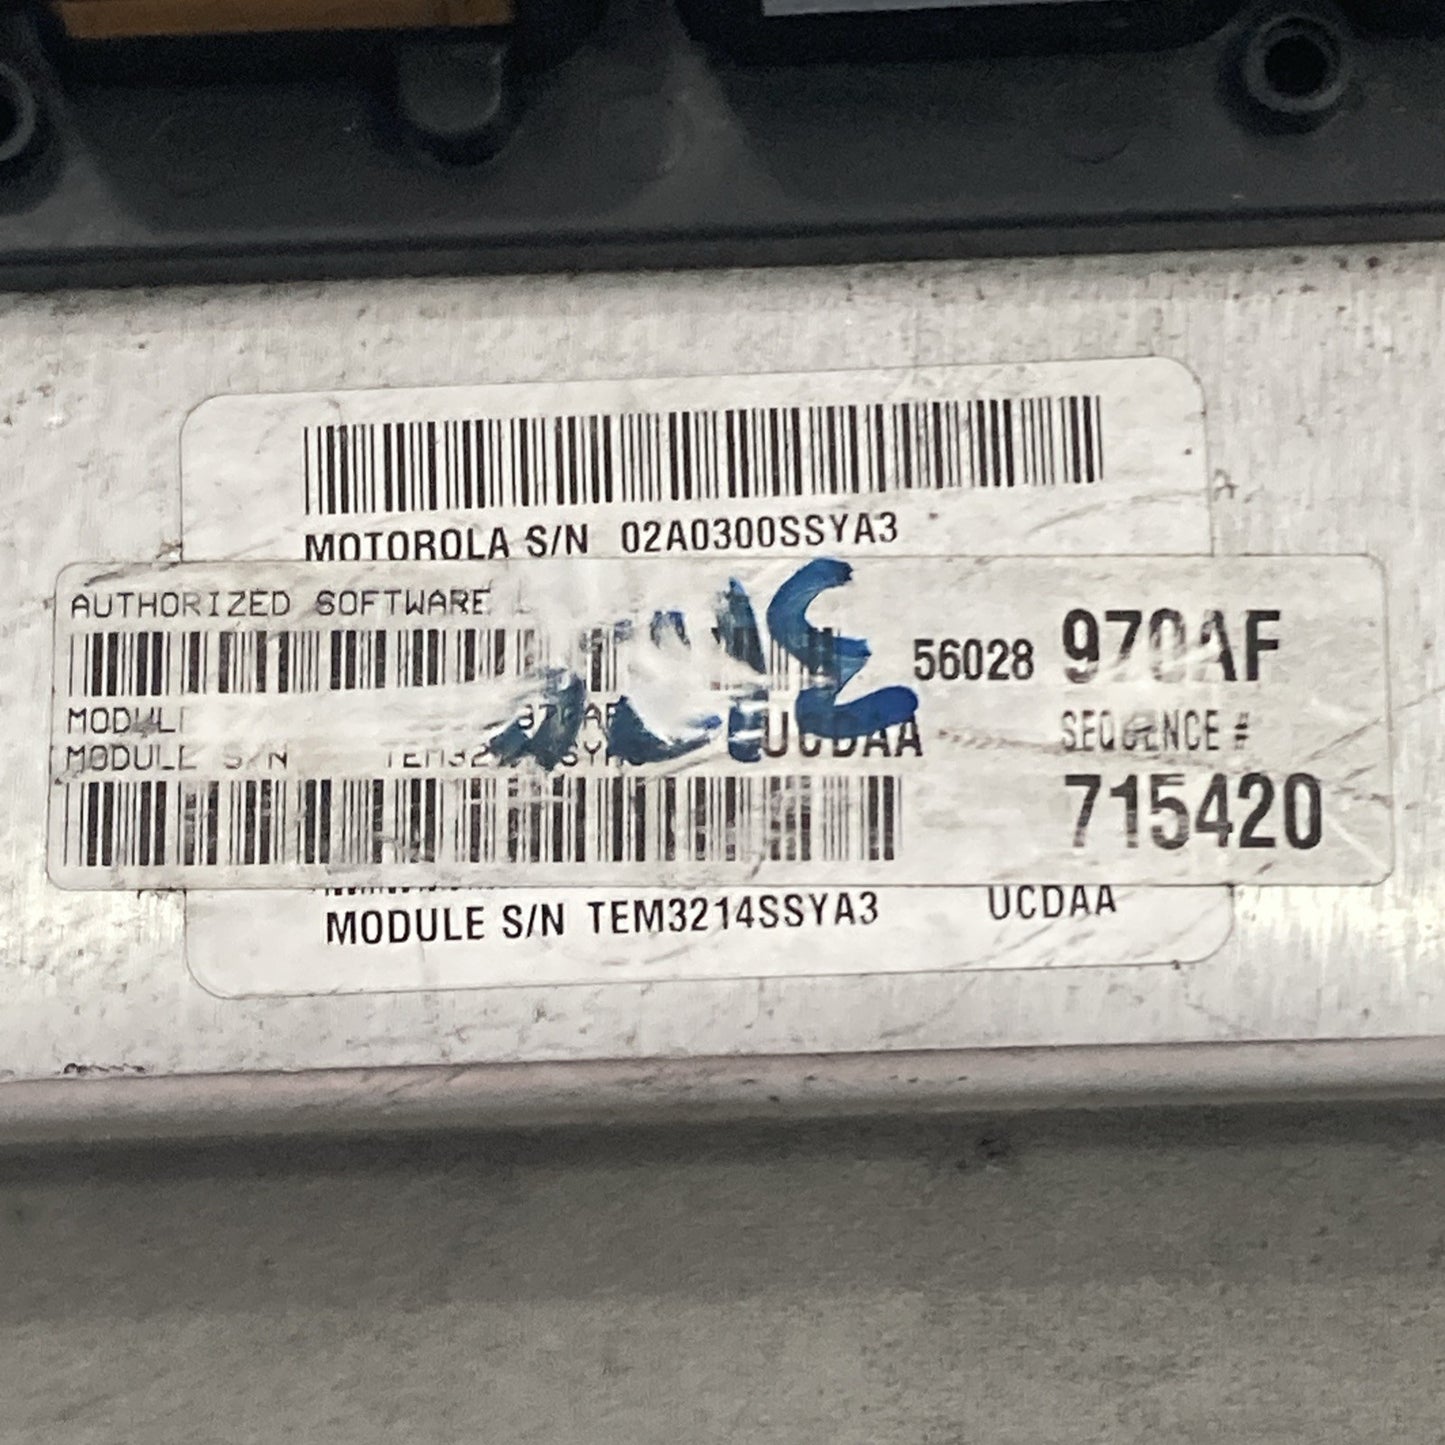 MOTOROLA S/N 02A0300SSYA3
AUTHORIZED SOFTWARE
56028 970AF
MODULE
UCDAA SEQUENCE #
MODULE S/N
715420
MODULE S/N TEM3214SSYA3 UCDAA